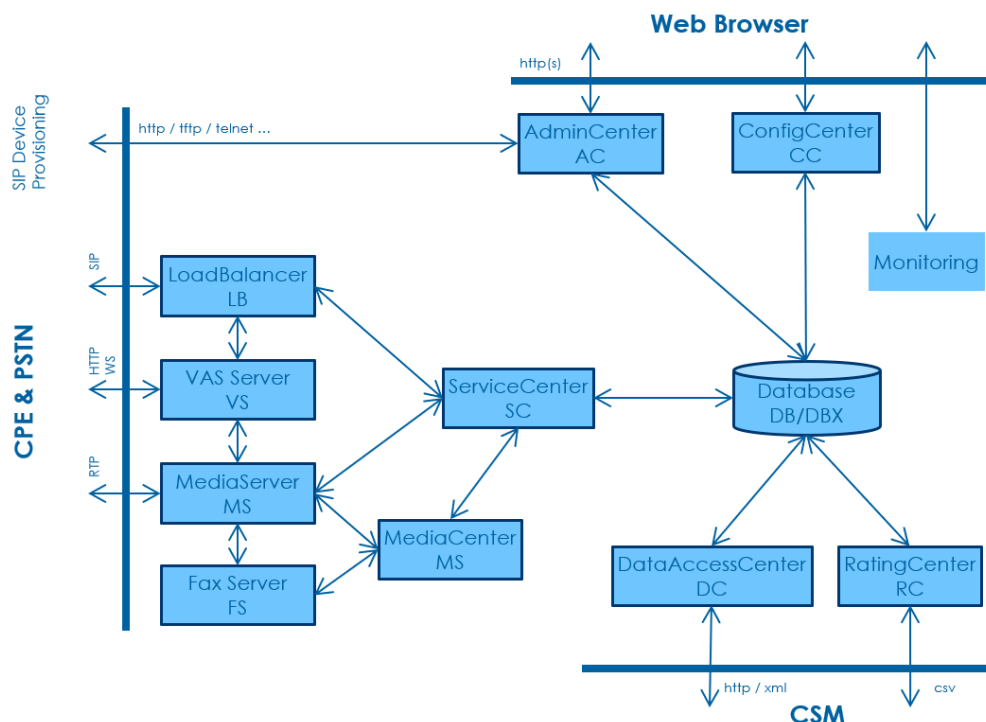 Web Browser
http(s)
SIP Device
Provisioning
http / tftp / telnet ...
AdminCenter
AC
ConfigCenter
CC
Monitoring
CPE & PSTN
SIP
LoadBalancer
LB
HTTP
WS
VAS Server
VS
ServiceCenter
SC
Database
DB/DBX
RTP
MediaServer
MS
MediaCenter
MS
Fax Server
FS
DataAccessCenter
DC
RatingCenter
RC
http / xml
csv
CSM